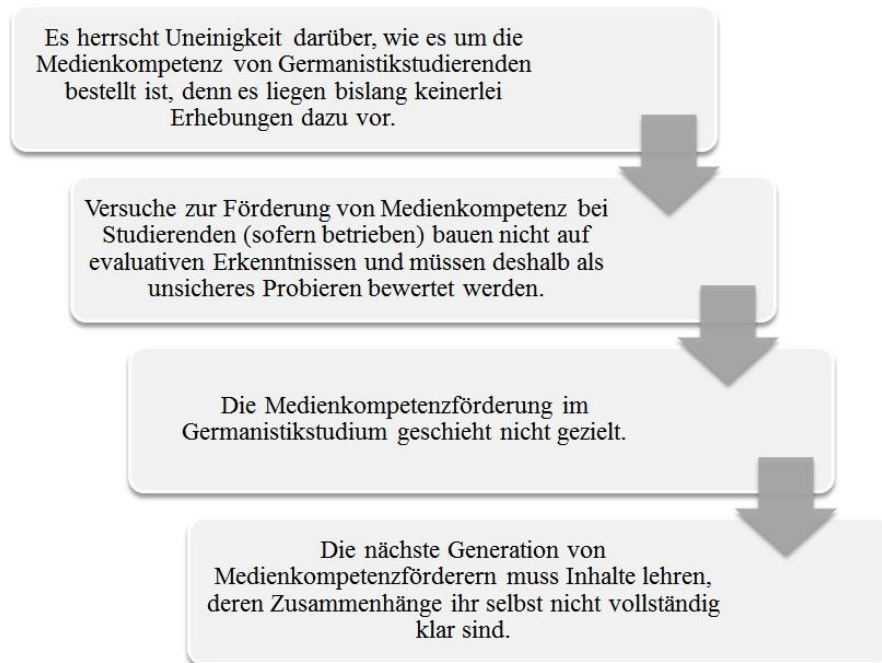 Es herrscht Uneinigkeit darüber, wie es um die
Medienkompetenz von Germanistikstudierenden
bestellt ist, denn es liegen bislang keinerlei
Erhebungen dazu vor.
Versuche zur Förderung von Medienkompetenz bei
Studierenden (sofern betrieben) bauen nicht auf
evaluativen Erkenntnissen und müssen deshalb als
unsicheres Probieren bewertet werden.
Die Medienkompetenzförderung im
Germanistikstudium geschieht nicht gezielt.
Die nächste Generation von
Medienkompetenzförderern muss Inhalte lehren,
deren Zusammenhänge ihr selbst nicht vollständig
klar sind.